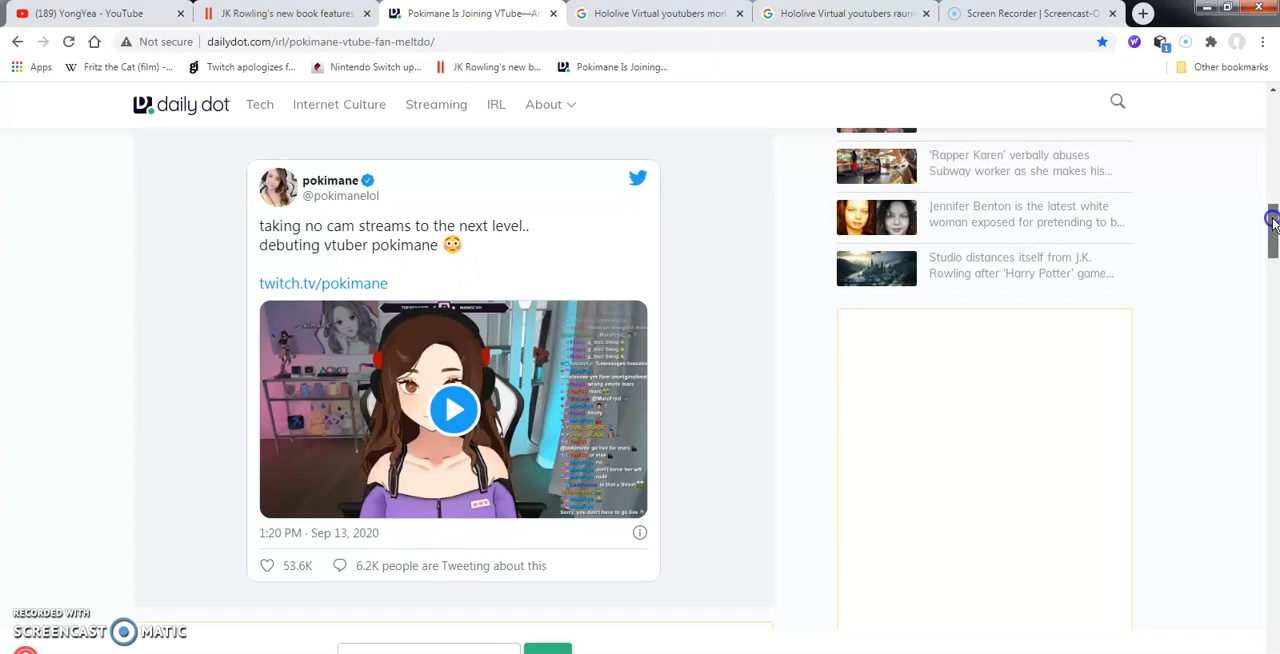 (189) YongYea - YouTube
JK Rowling's new book features
Pokimane Is Joining VTube—An
Hololive Virtual youtubers mori
Hololive Virtual youtubers raun
Screen Recorder | Screencast-O
Not secure dailydot.com/irl/pokimane-vtube-fan-meltdo/
Apps
Fritz the Cat (film) -...
Twitch apologizes f...
Nintendo Switch up...
JK Rowling's new b...
Pokimane Is Joining...
Other bookmarks
daily dot
Tech
Internet Culture
Streaming
IRL
About
pokimane
@pokimanelol
taking no cam streams to the next level..
debuting vtuber pokimane 😳
twitch.tv/pokimane
1:20 PM · Sep 13, 2020
53.6K
6.2K people are Tweeting about this
'Rapper Karen' verbally abuses
Subway worker as she makes his...
Jennifer Benton is the latest white
woman exposed for pretending to b...
Studio distances itself from J.K.
Rowling after 'Harry Potter' game...
RECORDED WITH
SCREENCAST MATIC